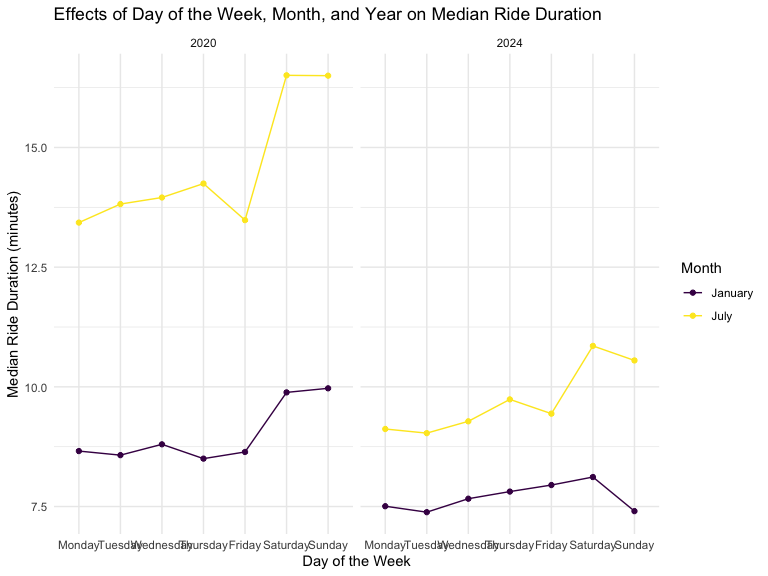 Effects of Day of the Week, Month, and Year on Median Ride Duration
2020 2024
Median Ride Duration (minutes)
15.0
12.5
10.0
7.5
Monday Tuesday Wednesday Thursday Friday Saturday Sunday Monday Tuesday Wednesday Thursday Friday Saturday Sunday
Day of the Week
Month
January
July